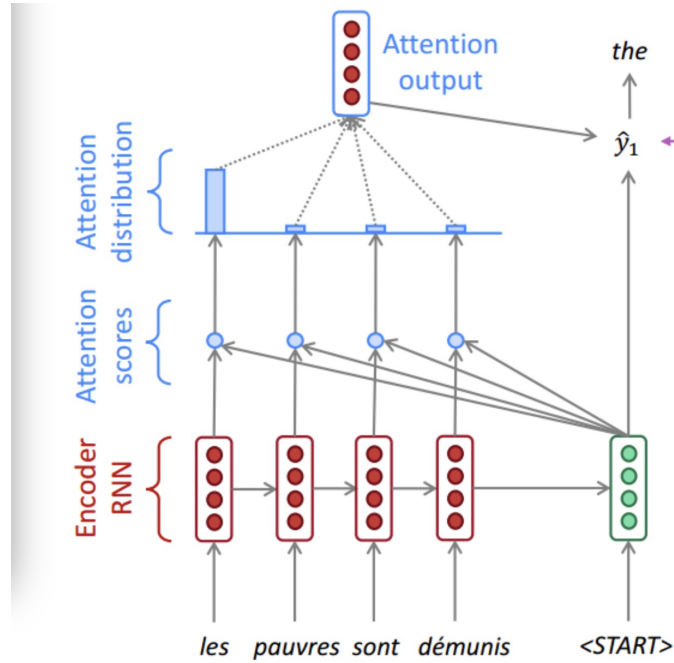 Attention
output
the
ŷ₁
Attention
distribution
Attention
scores
Encoder
RNN
les pauvres sont démunis <START>